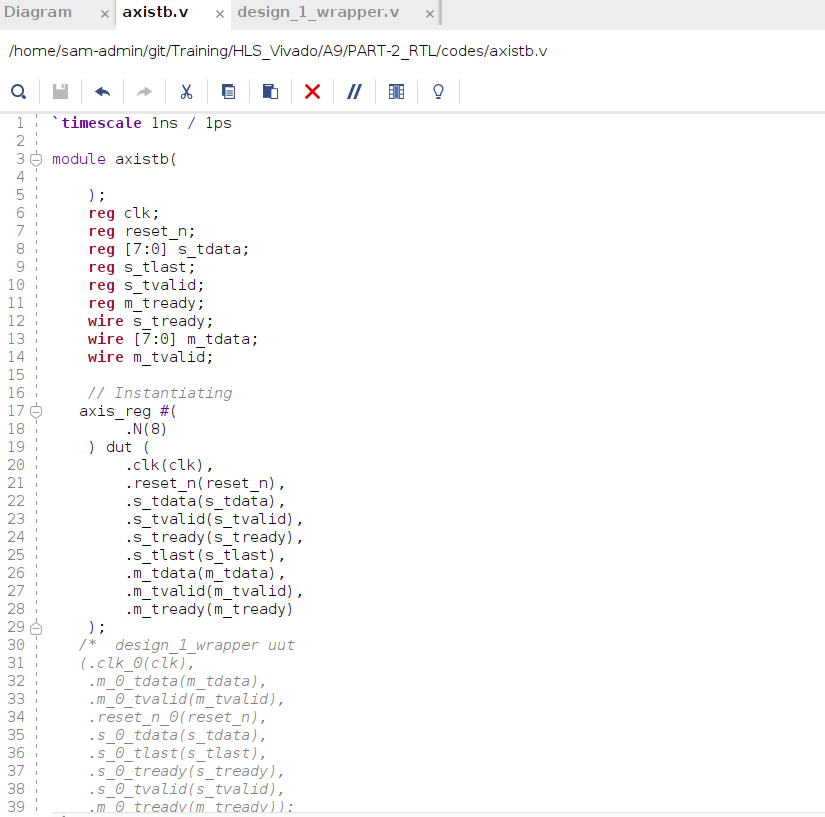 Diagram × axistb.v × design_1_wrapper.v ×
/home/sam-admin/git/Training/HLS_Vivado/A9/PART-2_RTL/codes/axistb.v
1 `timescale 1ns / 1ps
2
3 module axistb(
4
5 );
6 reg clk;
7 reg reset_n;
8 reg [7:0] s_tdata;
9 reg s_tlast;
10 reg s_tvalid;
11 reg m_tready;
12 wire s_tready;
13 wire [7:0] m_tdata;
14 wire m_tvalid;
15
16 // Instantiating
17 axis_reg #(
18 .N(8)
19 ) dut (
20 .clk(clk),
21 .reset_n(reset_n),
22 .s_tdata(s_tdata),
23 .s_tvalid(s_tvalid),
24 .s_tready(s_tready),
25 .s_tlast(s_tlast),
26 .m_tdata(m_tdata),
27 .m_tvalid(m_tvalid),
28 .m_tready(m_tready)
29 );
30 /* design_1_wrapper uut
31 (.clk_0(clk),
32 .m_0_tdata(m_tdata),
33 .m_0_tvalid(m_tvalid),
34 .reset_n_0(reset_n),
35 .s_0_tdata(s_tdata),
36 .s_0_tlast(s_tlast),
37 .s_0_tready(s_tready),
38 .s_0_tvalid(s_tvalid),
39 .m_0_tready(m_tready));